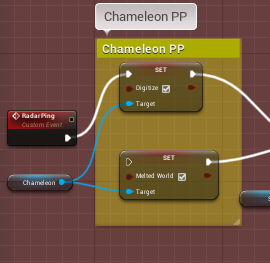 Chameleon PP
Chameleon PP
SET
Digitize
Target
RadarPing
Custom Event
SET
Melted World
Target
Chameleon